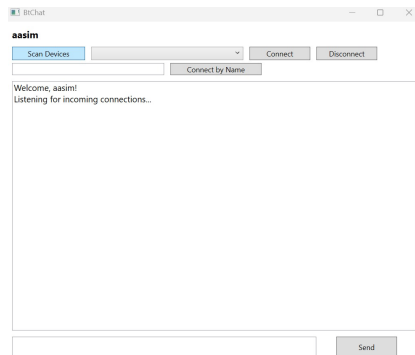 BtChat
aasim
Scan Devices
Connect
Disconnect
Connect by Name
Welcome, aasim!
Listening for incoming connections...
Send